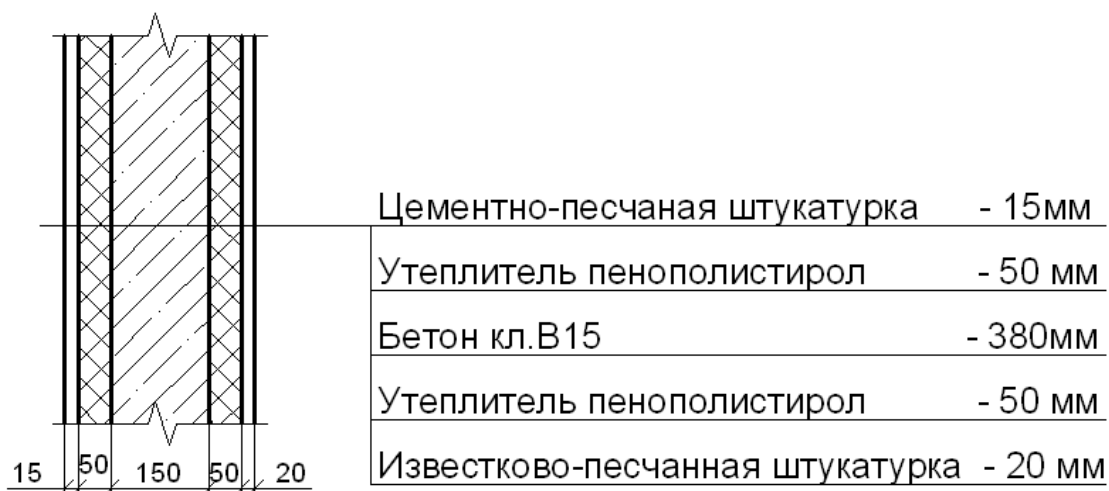 Цементно-песчаная штукатурка - 15мм
Утеплитель пенополистирол - 50 мм
Бетон кл.В15 - 380мм
Утеплитель пенополистирол - 50 мм
Известково-песчанная штукатурка - 20 мм
15 50 150 50 20